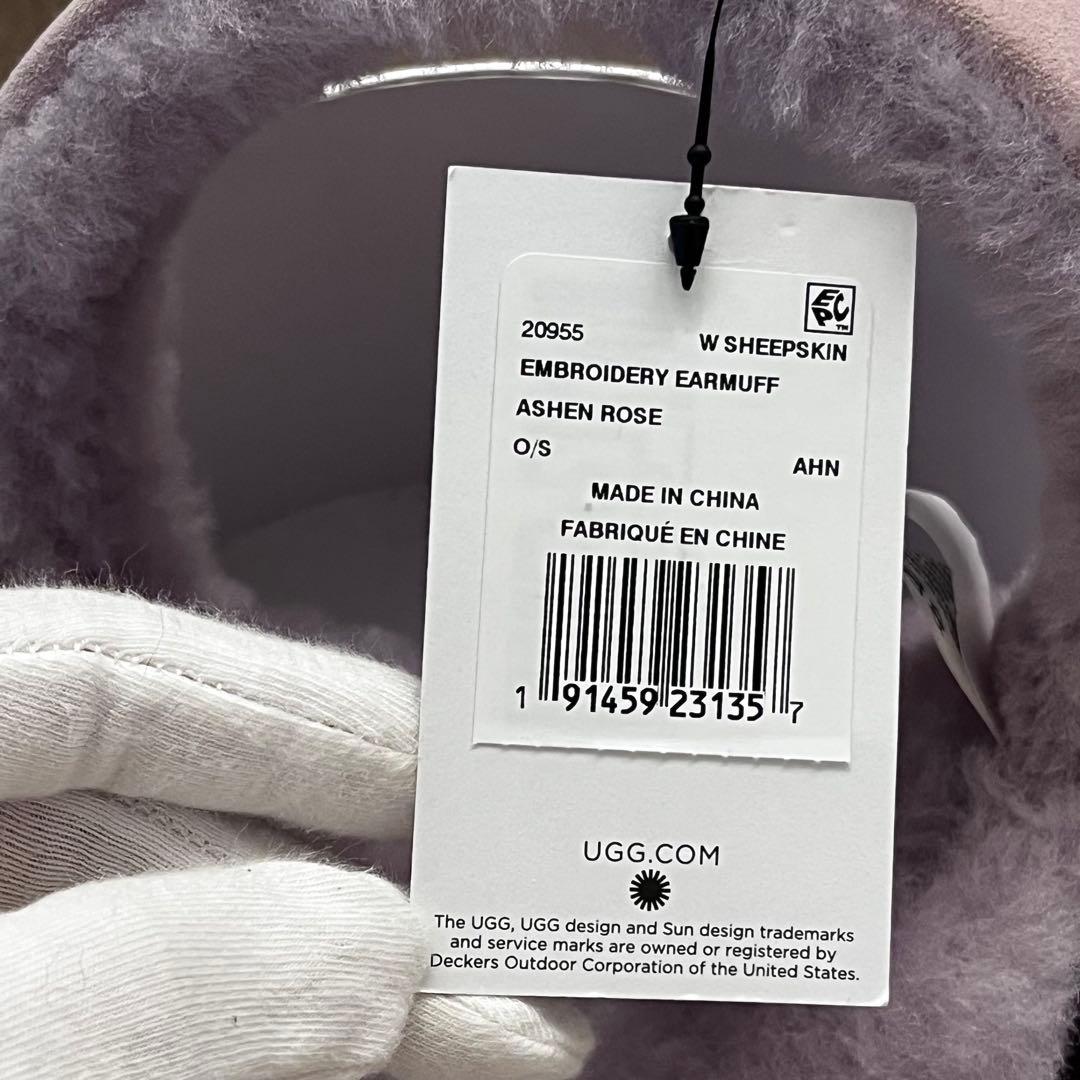 EPC™
20955
W SHEEPSKIN
EMBROIDERY EARMUFF
ASHEN ROSE
O/S
AHN
MADE IN CHINA
FABRIQUÉ EN CHINE
1 91459 23135 7
UGG.COM
The UGG, UGG design and Sun design trademarks
and service marks are owned or registered by
Deckers Outdoor Corporation of the United States.